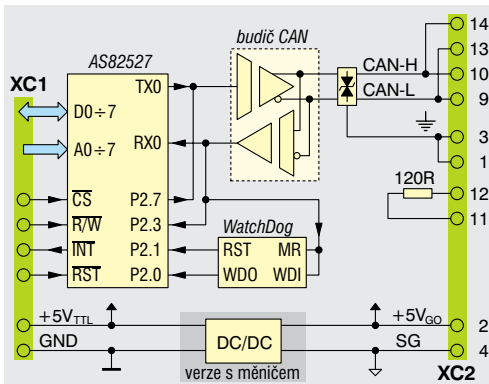 budič CAN
AS82527
XC1
TX0
D0÷7
RX0
A0÷7
CS
P2.7
R/W
P2.3
INT
P2.1
RST
P2.0
WatchDog
RST MR
WDO WDI
CAN-H
CAN-L
120R
14
13
10
9
3
1
12
11
+5VTTL
GND
DC/DC
verze s měničem
+5VGO
SG
2
4
XC2